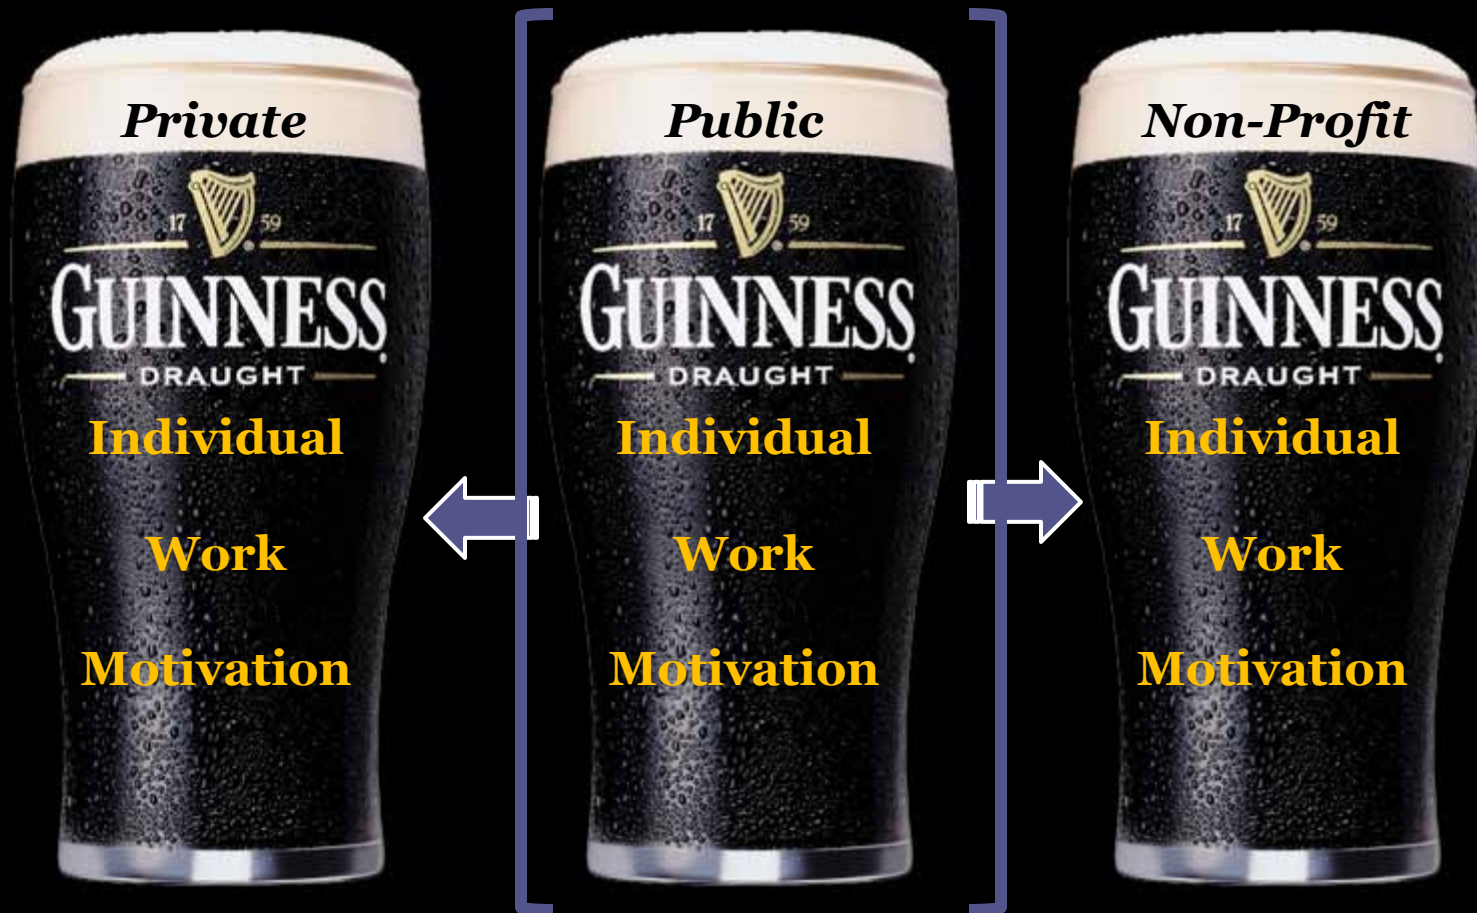 Private
17 59
GUINNESS
DRAUGHT
Individual
Work
Motivation
Public
17 59
GUINNESS
DRAUGHT
Individual
Work
Motivation
Non-Profit
17 59
GUINNESS
DRAUGHT
Individual
Work
Motivation